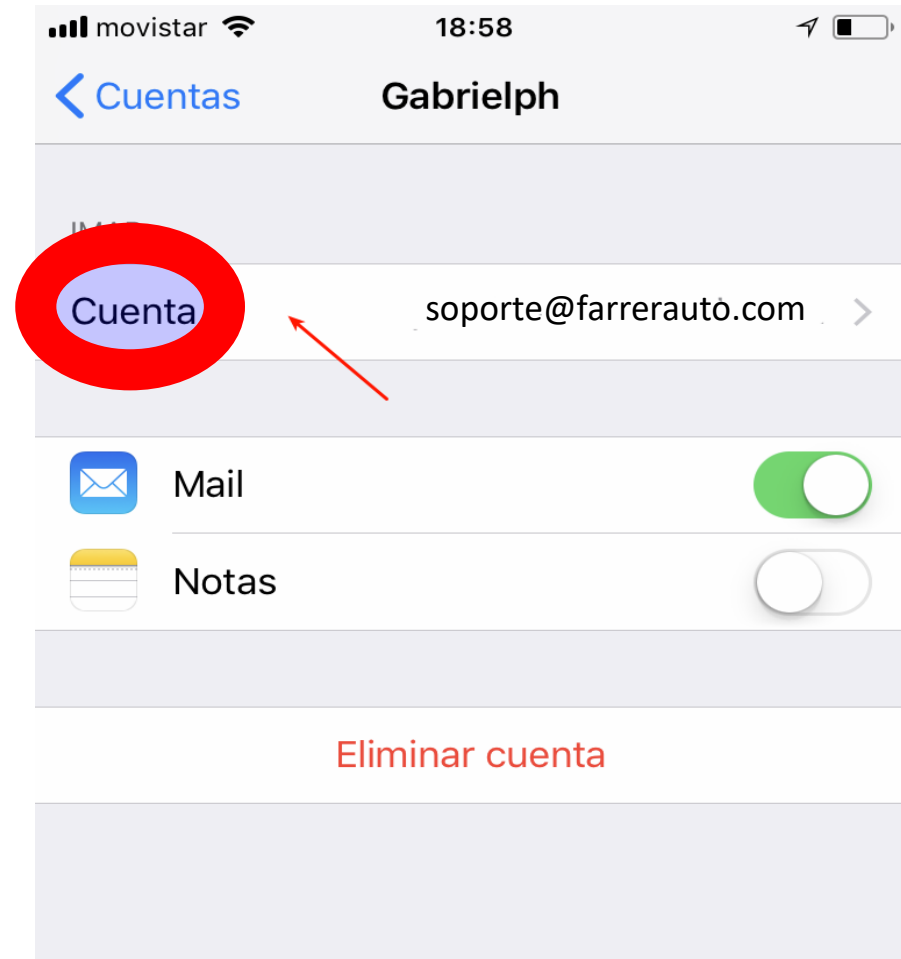 movistar 18:58
Cuentas Gabrielph
Cuenta soporte@farrerauto.com
Mail
Notas
Eliminar cuenta